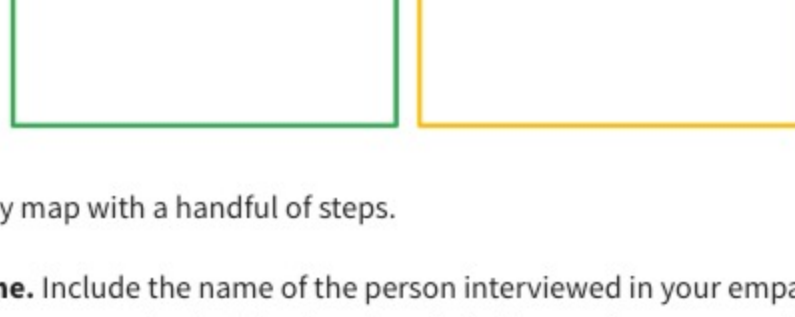 y map with a handful of steps.
ne. Include the name of the person interviewed in your empa